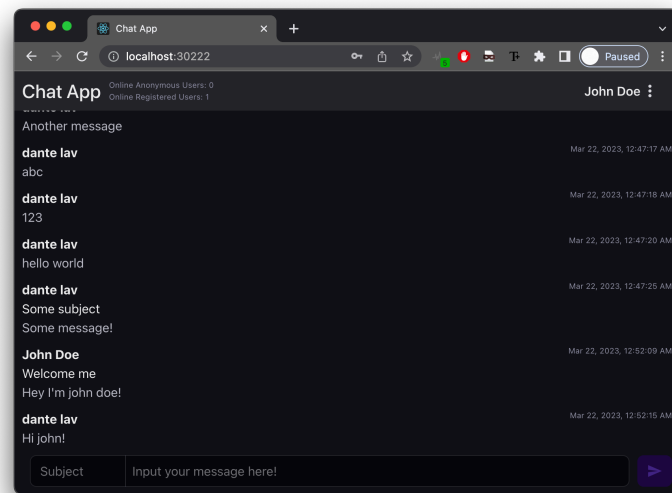 Chat App
localhost:30222
Paused
Chat App
Online Anonymous Users: 0
Online Registered Users: 1
John Doe
dante lav
Another message
dante lav
Mar 22, 2023, 12:47:17 AM
abc
dante lav
Mar 22, 2023, 12:47:18 AM
123
dante lav
Mar 22, 2023, 12:47:20 AM
hello world
dante lav
Mar 22, 2023, 12:47:25 AM
Some subject
Some message!
John Doe
Mar 22, 2023, 12:52:09 AM
Welcome me
Hey I'm john doe!
dante lav
Mar 22, 2023, 12:52:15 AM
Hi john!
Subject
Input your message here!